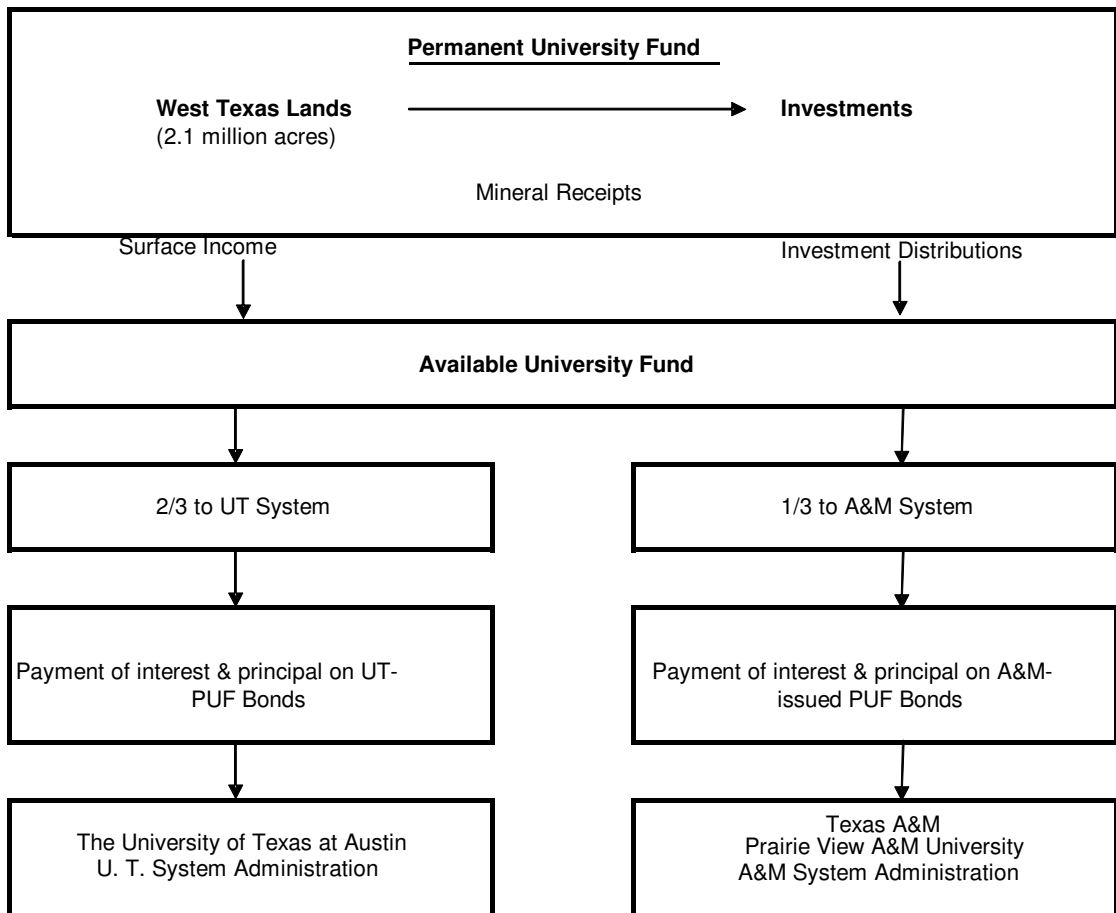 Permanent University Fund
West Texas Lands
(2.1 million acres)
Investments
Mineral Receipts
Surface Income
Investment Distributions
Available University Fund
2/3 to UT System
1/3 to A&M System
Payment of interest & principal on UT-
PUF Bonds
Payment of interest & principal on A&M-
issued PUF Bonds
The University of Texas at Austin
U. T. System Administration
Texas A&M
Prairie View A&M University
A&M System Administration